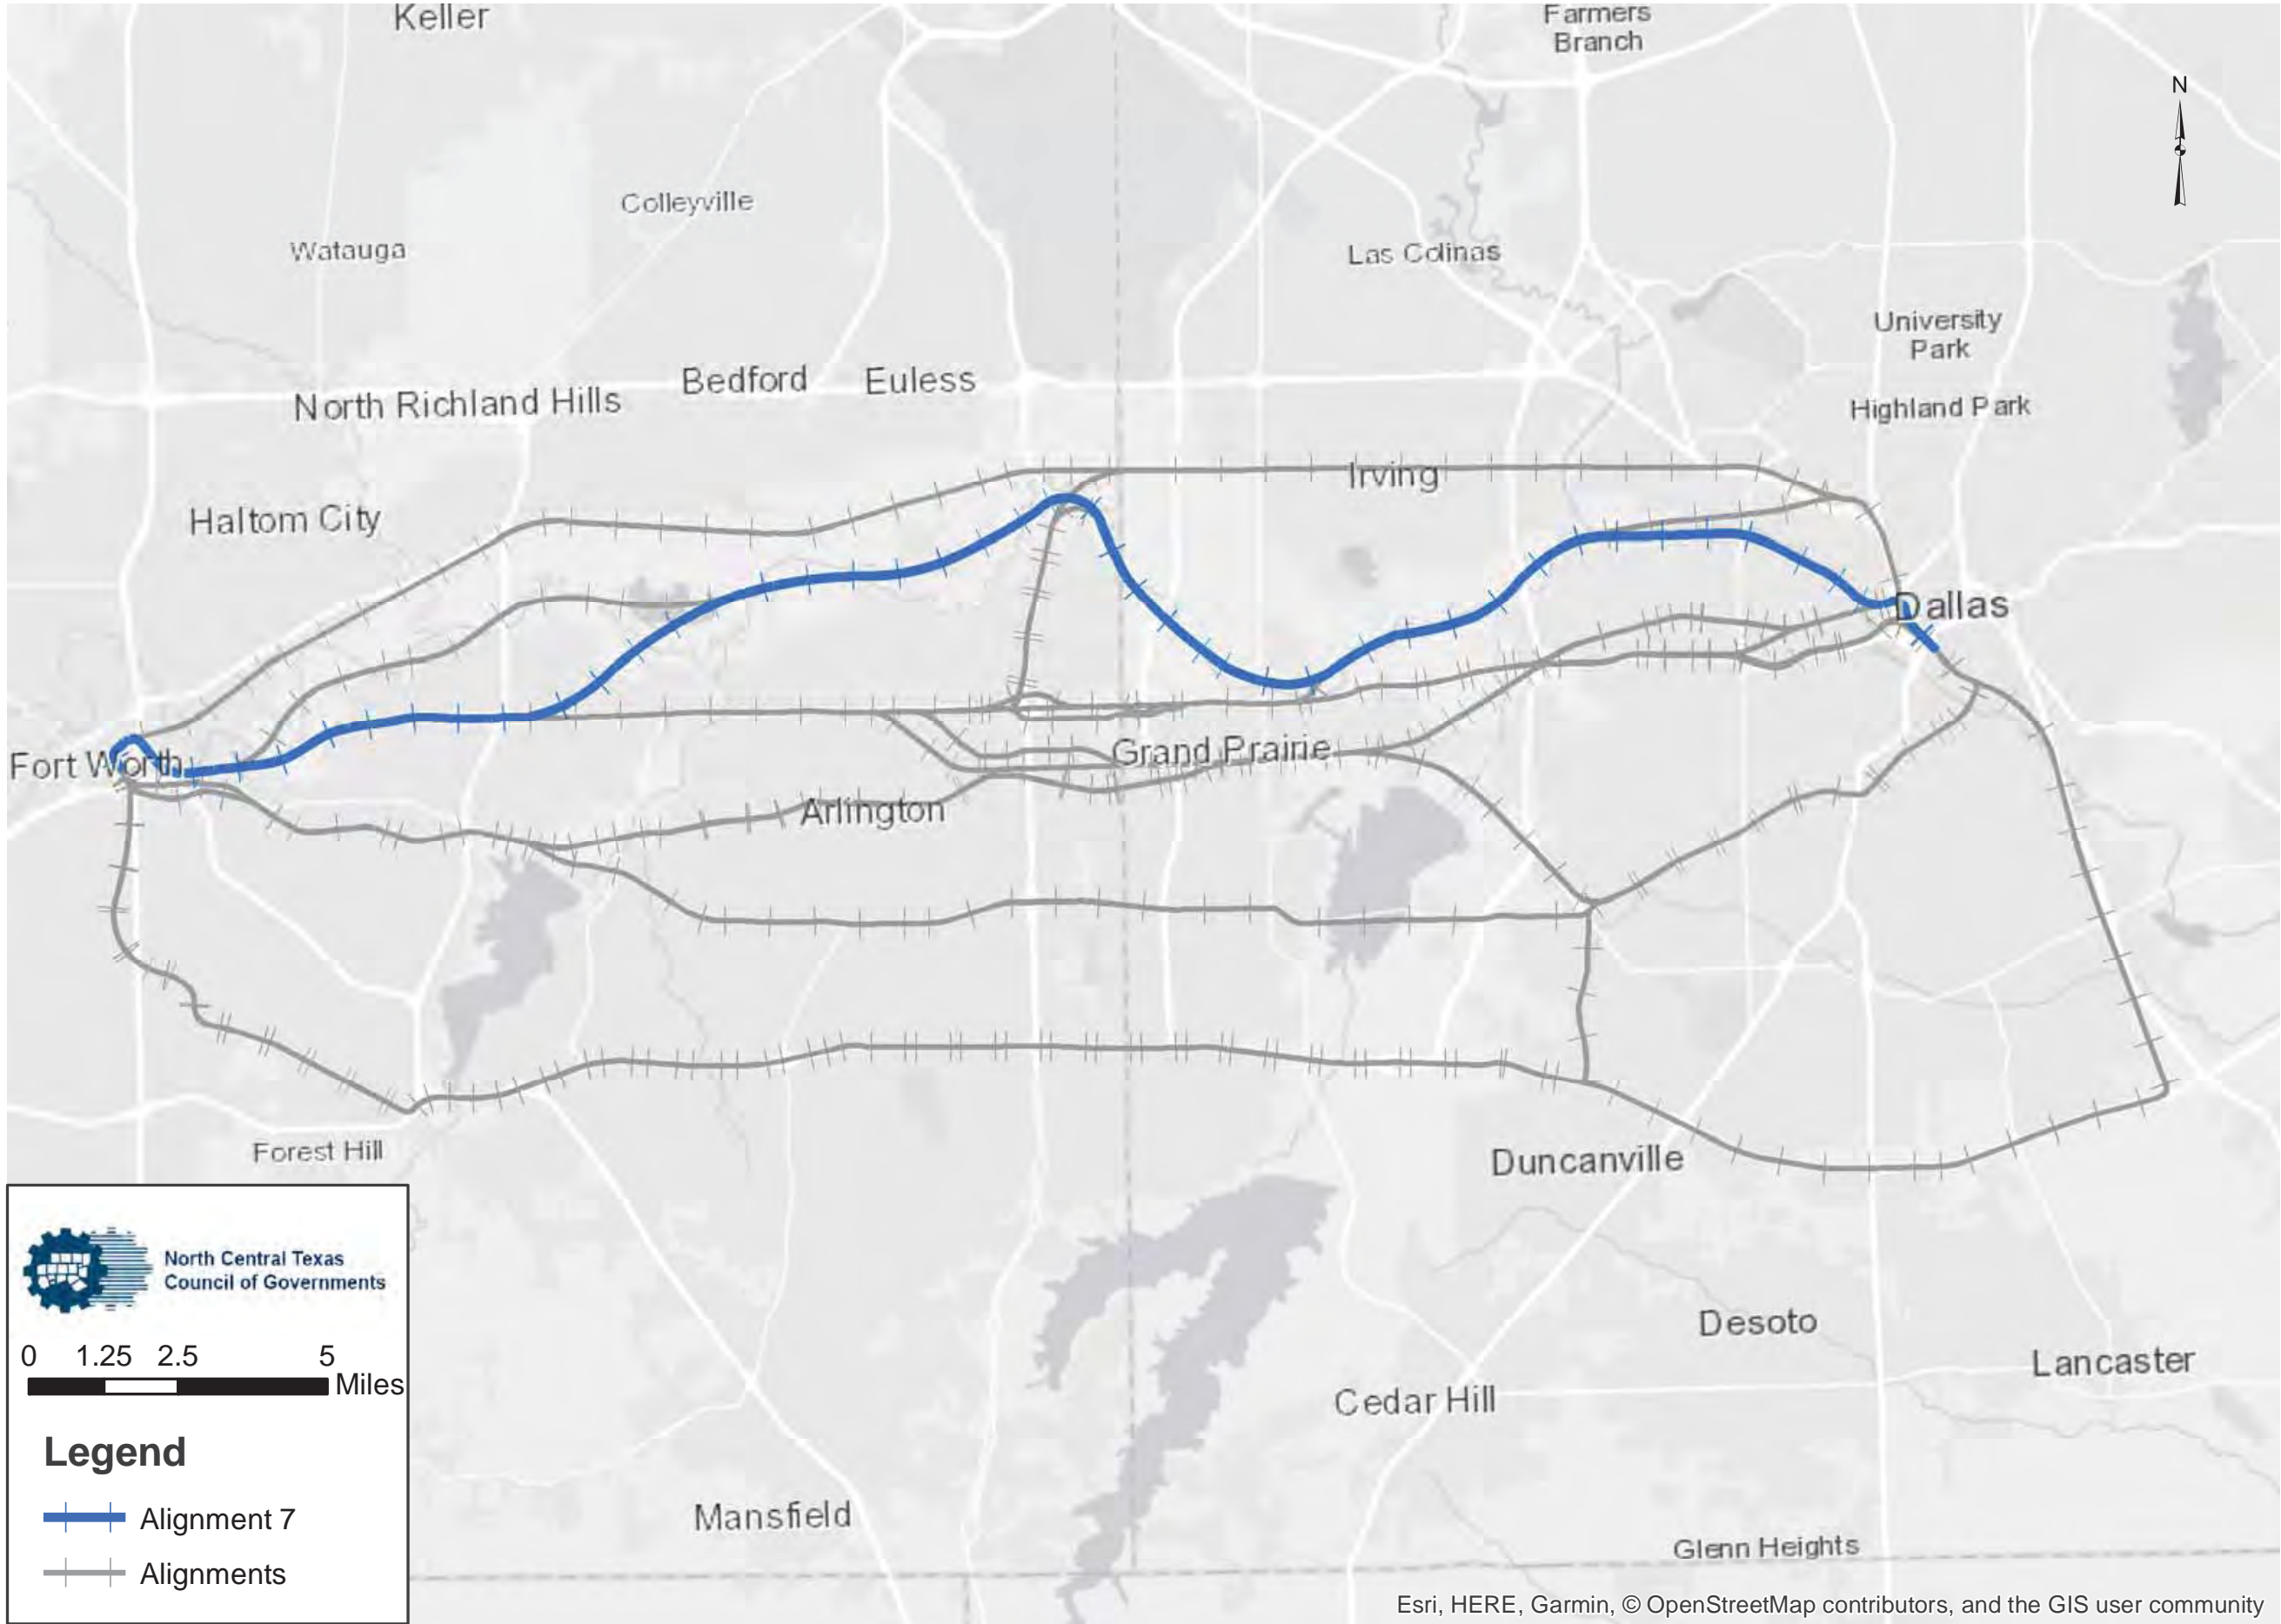 Keller
Farmers
Branch
N
Colleyville
Watauga
Las Colinas
University
Park
Bedford
Euless
North Richland Hills
Highland Park
Irving
Haltom City
Dallas
Grand Prairie
Fort Worth
Arlington
Forest Hill
Duncanville
North Central Texas
Council of Governments
Desoto
0 1.25 2.5 5
Miles
Lancaster
Cedar Hill
Legend
Mansfield
Alignment 7
Glenn Heights
Alignments
Esri, HERE, Garmin, © OpenStreetMap contributors, and the GIS user community